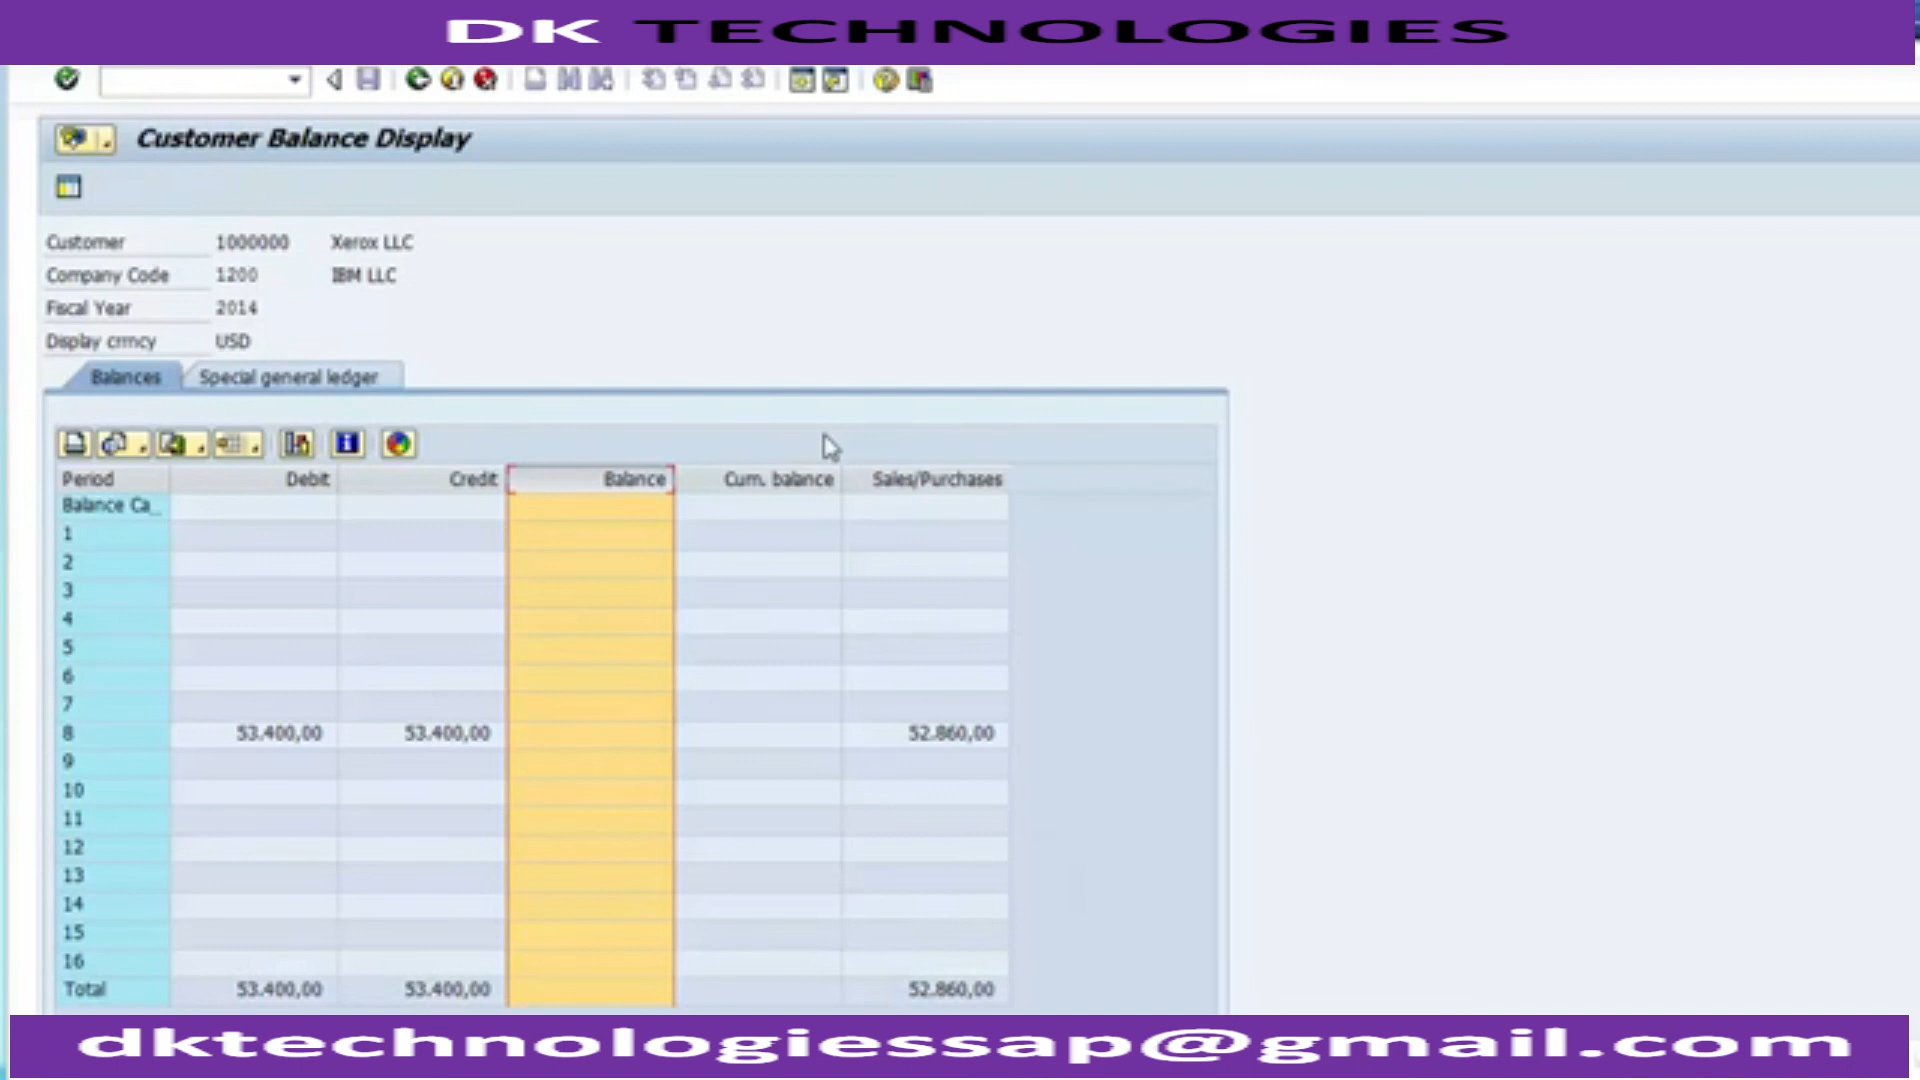 DK TECHNOLOGIES
Customer Balance Display
Customer 1000000 Xerox LLC
Company Code 1200 IBM LLC
Fiscal Year 2014
Display crrncy USD
Balances Special general ledger
Period Debit Credit Balance Cum. balance Sales/Purchases
Balance Ca_
1
2
3
4
5
6
7
8 53.400,00 53.400,00 52.860,00
9
10
11
12
13
14
15
16
Total 53.400,00 53.400,00 52.860,00
dktechnologiessap@gmail.com